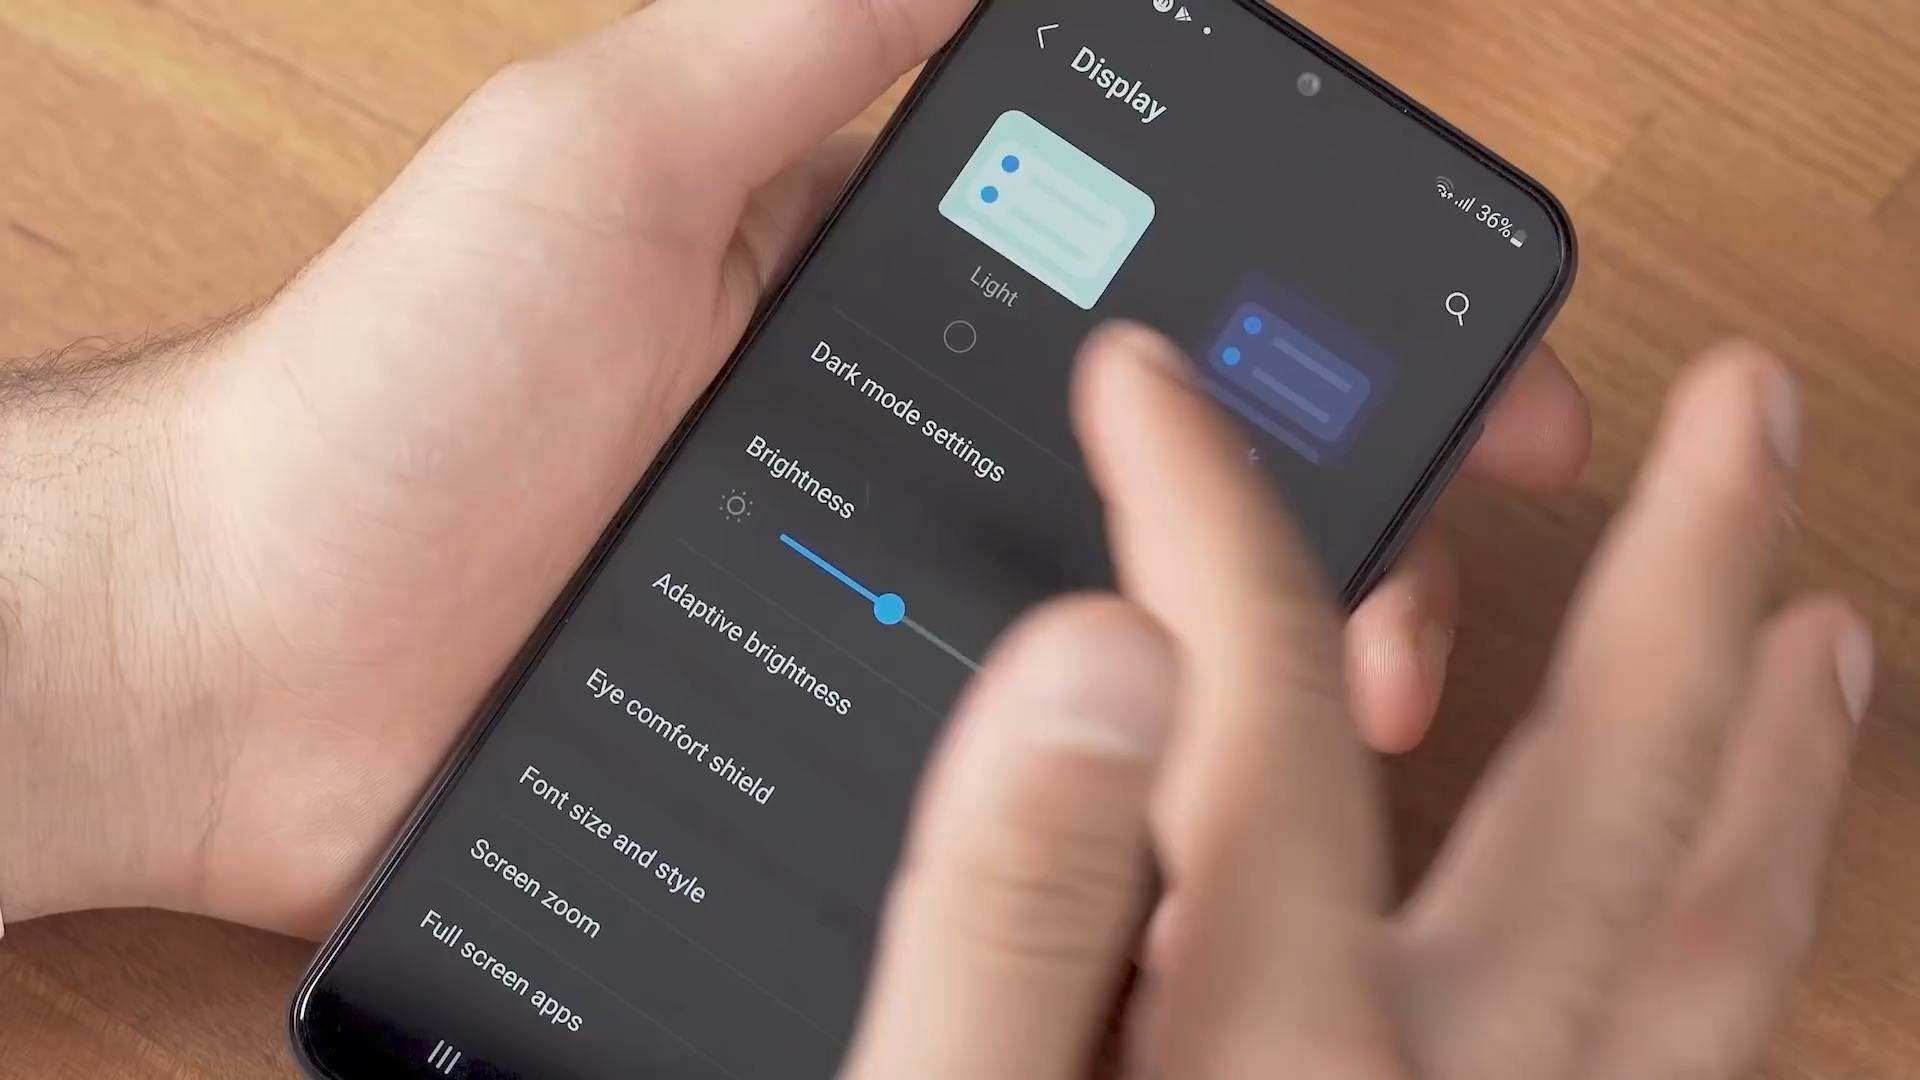 Display
36%
Light
Dark mode settings
Brightness
Adaptive brightness
Eye comfort shield
Font size and style
Screen zoom
Full screen apps